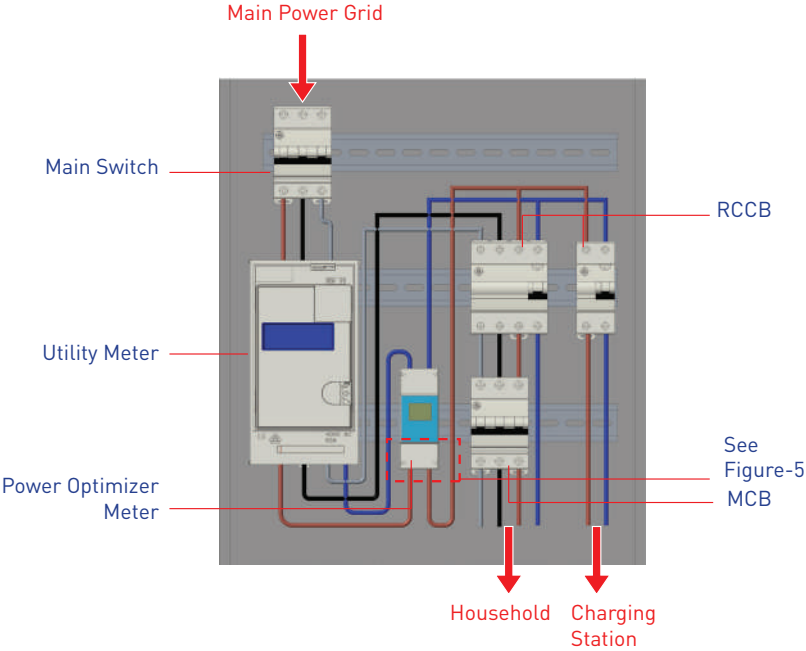 Main Power Grid
Main Switch
RCCB
Utility Meter
See
Figure-5
Power Optimizer
Meter
MCB
Household
Charging
Station